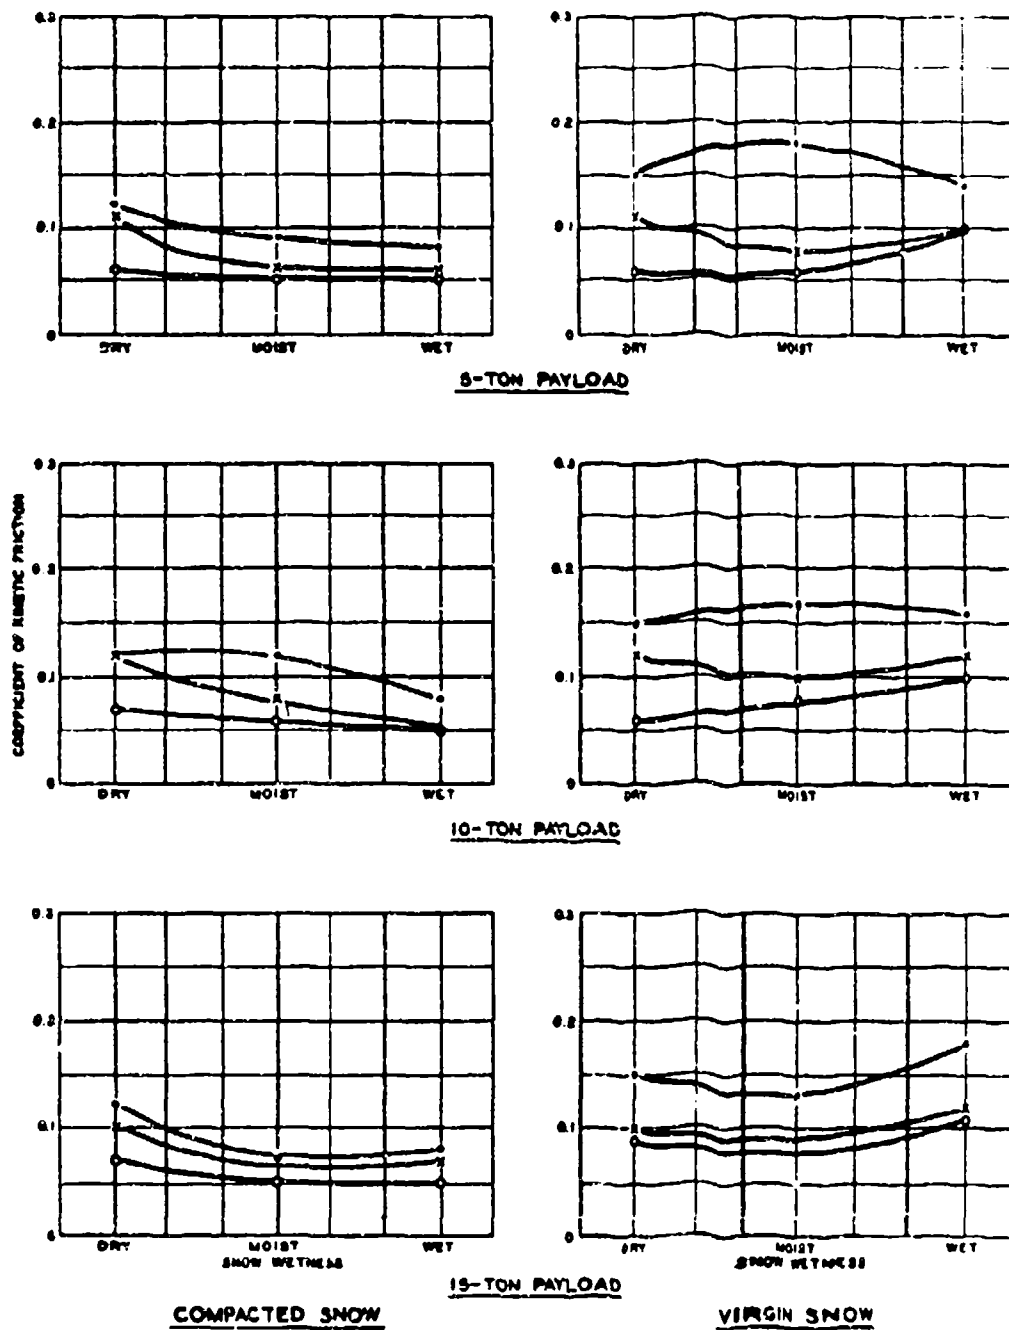 0.3
0.2
0.1
0
DRY MOIST WET
0.3
0.2
0.1
0
DRY MOIST WET
5-TON PAYLOAD
COEFFICIENT OF KINETIC FRICTION
0.3
0.2
0.1
0
DRY MOIST WET
0.3
0.2
0.1
0
DRY MOIST WET
10-TON PAYLOAD
0.3
0.2
0.1
0
DRY MOIST WET
SNOW WETNESS
0.3
0.2
0.1
0
DRY MOIST WET
SNOW WETNESS
15-TON PAYLOAD
COMPACTED SNOW
VIRGIN SNOW